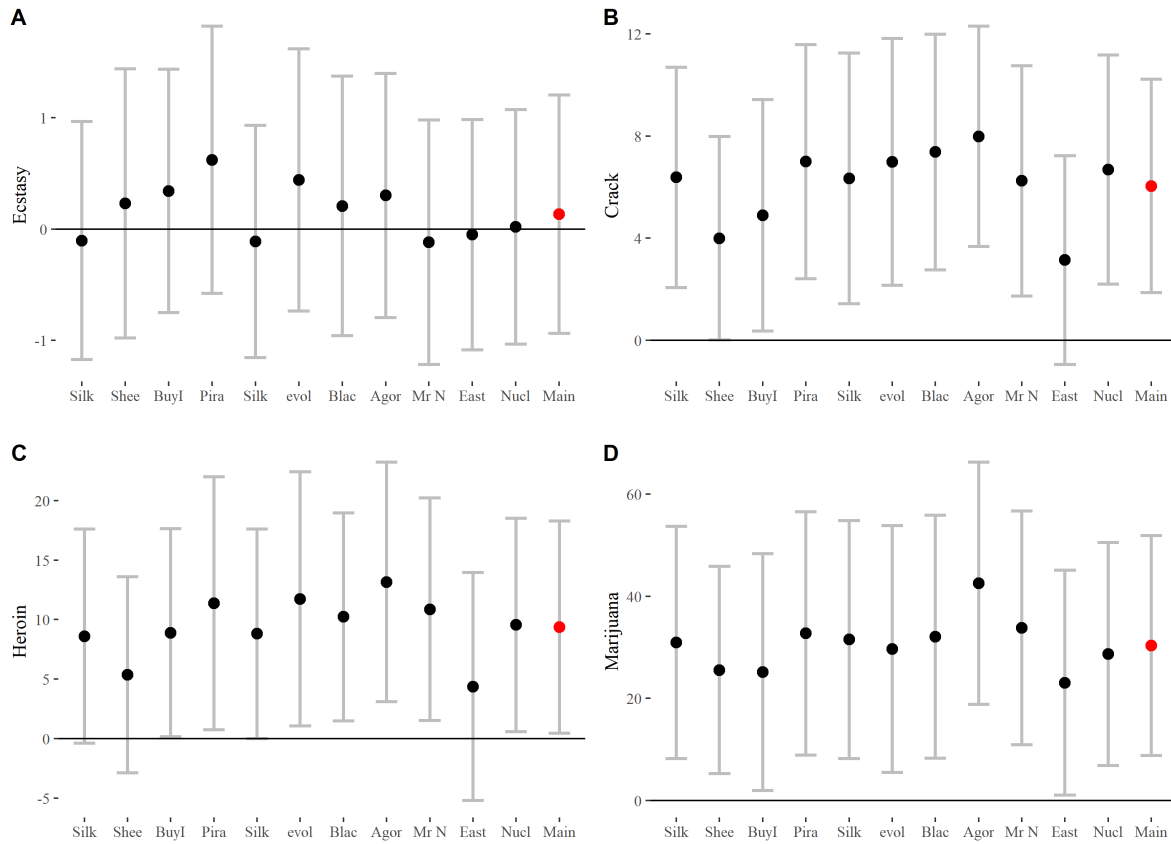 A
Ecstasy
1
0
-1
Silk Shee BuyI Pira Silk evol Blac Agor Mr N East Nucl Main
B
Crack
12
8
4
0
Silk Shee BuyI Pira Silk evol Blac Agor Mr N East Nucl Main
C
Heroin
20
15
10
5
0
-5
Silk Shee BuyI Pira Silk evol Blac Agor Mr N East Nucl Main
D
Marijuana
60
40
20
0
Silk Shee BuyI Pira Silk evol Blac Agor Mr N East Nucl Main